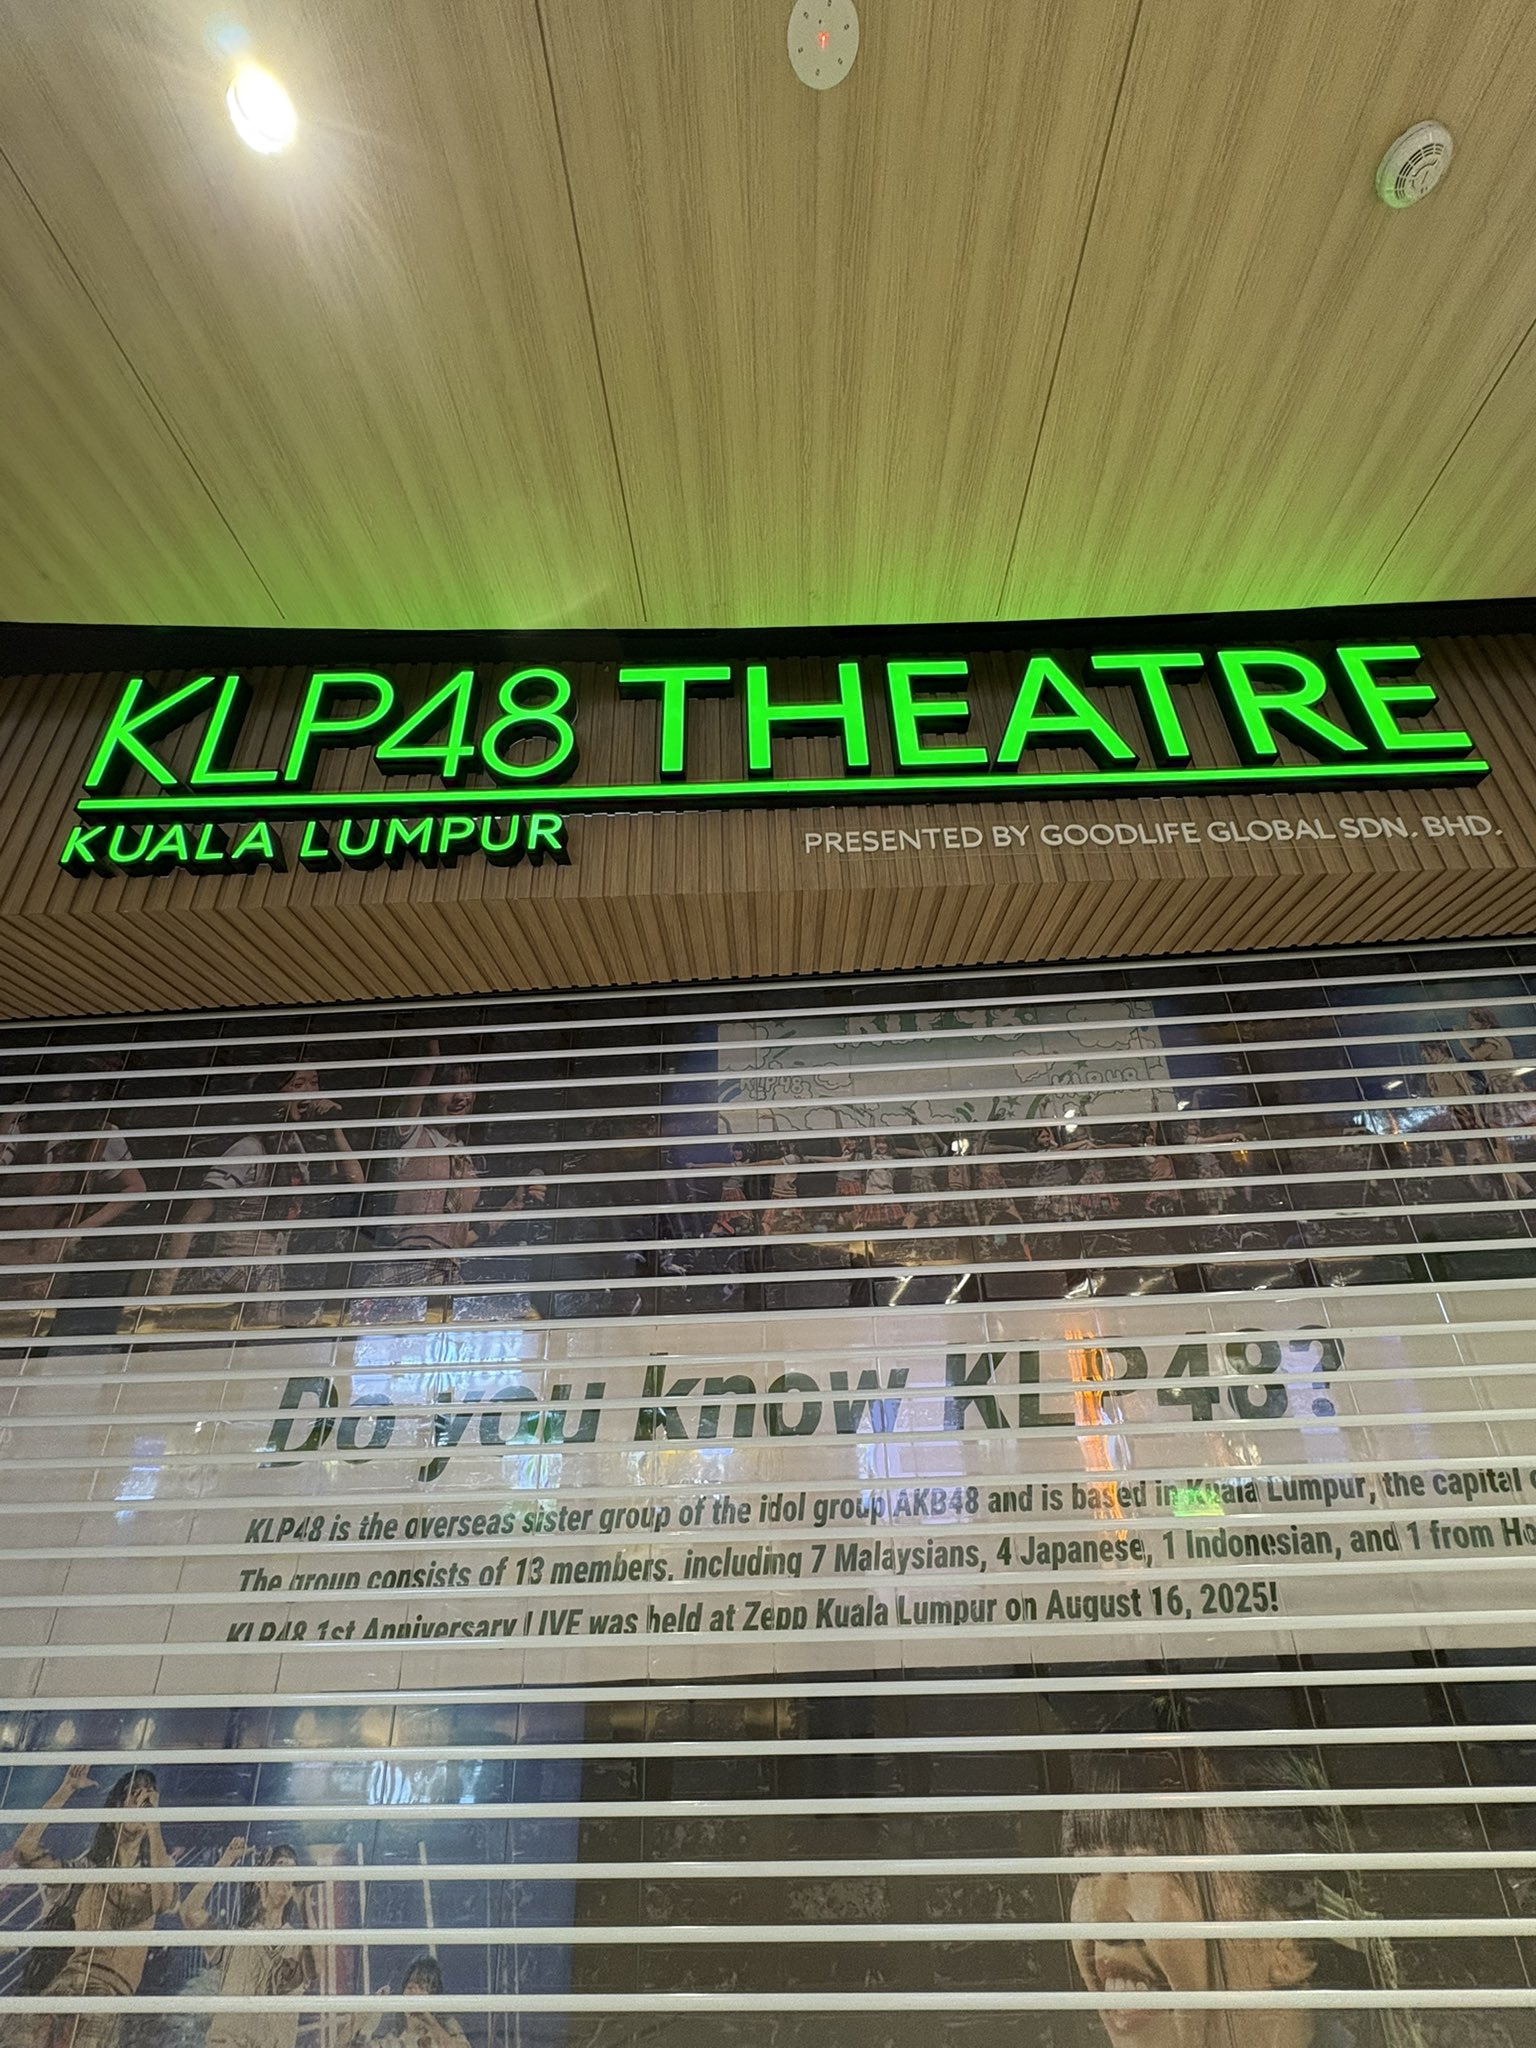 KLP48 THEATRE
KUALA LUMPUR
PRESENTED BY GOODLIFE GLOBAL SDN. BHD.
KLP48
KLP48
Do you know KLP48?
KLP48 is the overseas sister group of the idol group AKB48 and is based in Kuala Lumpur, the capital
The group consists of 13 members, including 7 Malaysians, 4 Japanese, 1 Indonesian, and 1 from
KLP48 1st Anniversary LIVE was held at Zepp Kuala Lumpur on August 16, 2025!